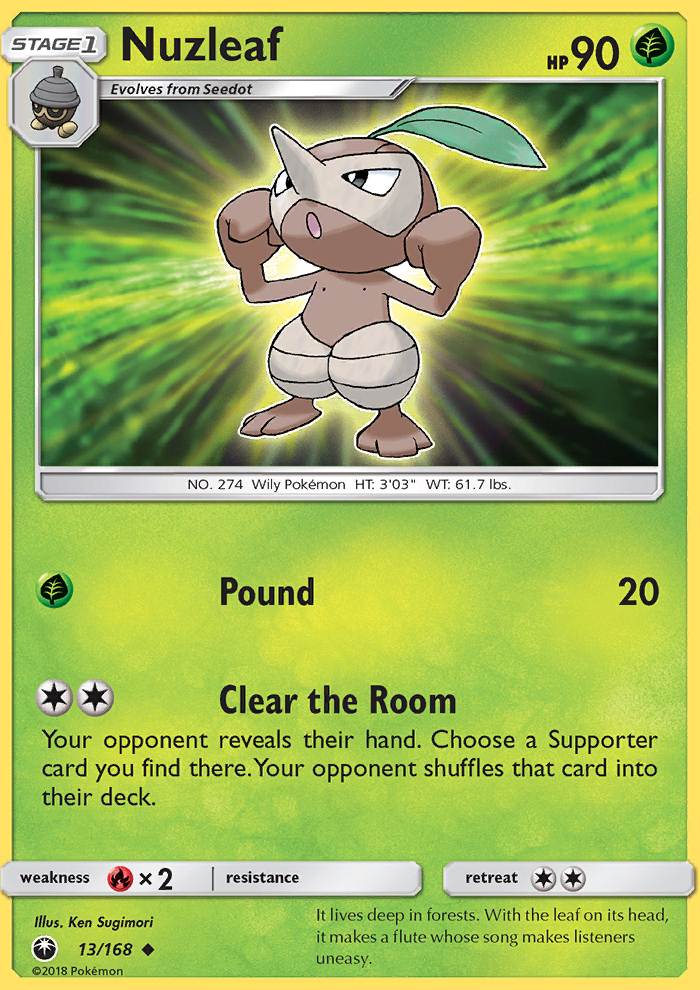 STAGE1
Nuzleaf
HP 90
Evolves from Seedot
NO. 274 Wily Pokémon HT: 3'03" WT: 61.7 lbs.
Pound 20
Clear the Room
Your opponent reveals their hand. Choose a Supporter
card you find there.Your opponent shuffles that card into
their deck.
weakness ×2 resistance retreat
Illus. Ken Sugimori
13/168
©2018 Pokémon
It lives deep in forests. With the leaf on its head,
it makes a flute whose song makes listeners
uneasy.